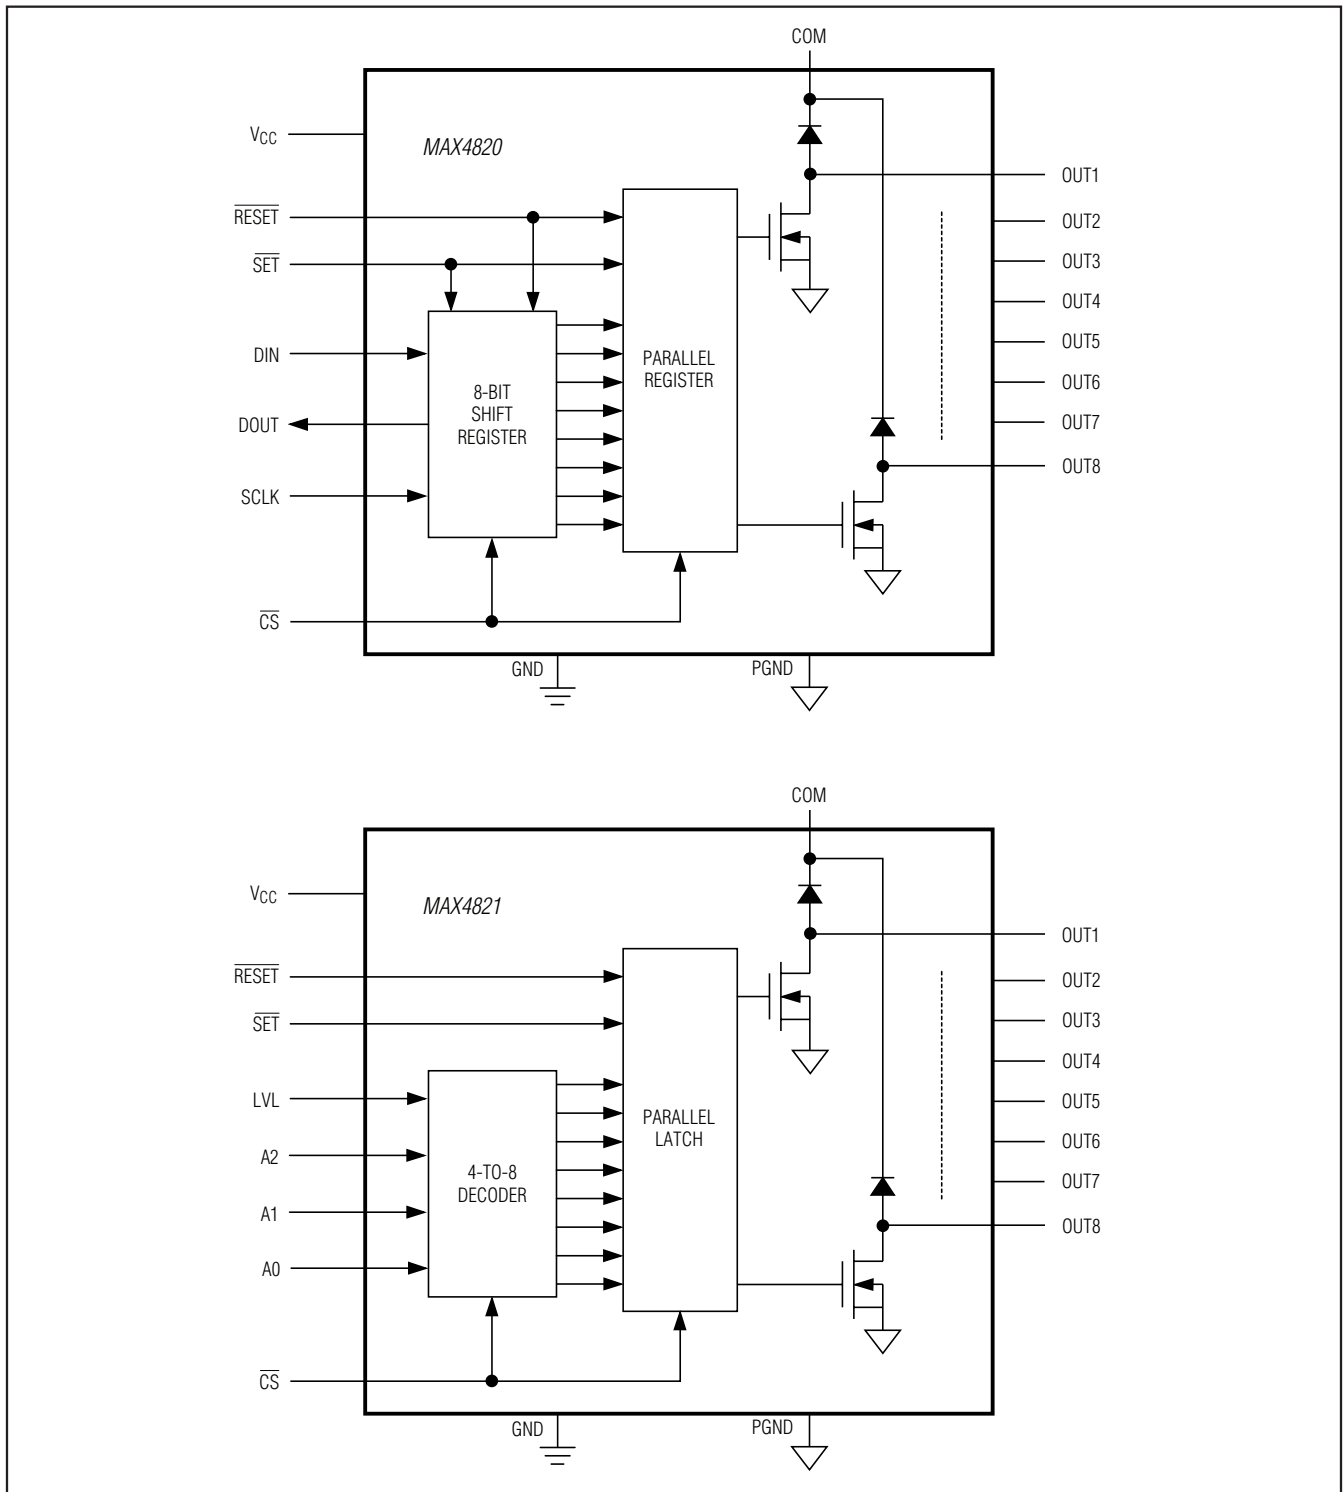 COM
VCC
MAX4820
OUT1
RESET
OUT2
SET
OUT3
OUT4
DIN
PARALLEL
REGISTER
OUT5
8-BIT
SHIFT
REGISTER
OUT6
DOUT
OUT7
OUT8
SCLK
CS
GND
PGND
COM
VCC
MAX4821
OUT1
RESET
OUT2
SET
OUT3
OUT4
LVL
PARALLEL
LATCH
OUT5
A2
4-TO-8
DECODER
OUT6
OUT7
A1
OUT8
A0
CS
GND
PGND